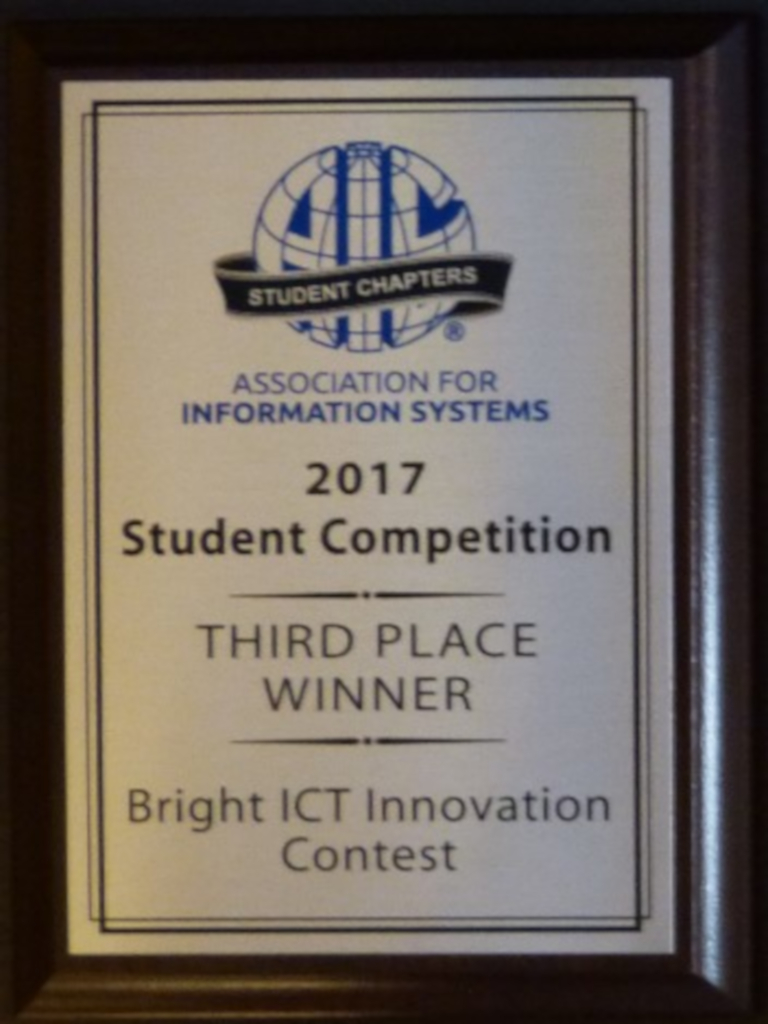 STUDENT CHAPTERS
®
ASSOCIATION FOR
INFORMATION SYSTEMS
2017
Student Competition
THIRD PLACE
WINNER
Bright ICT Innovation
Contest